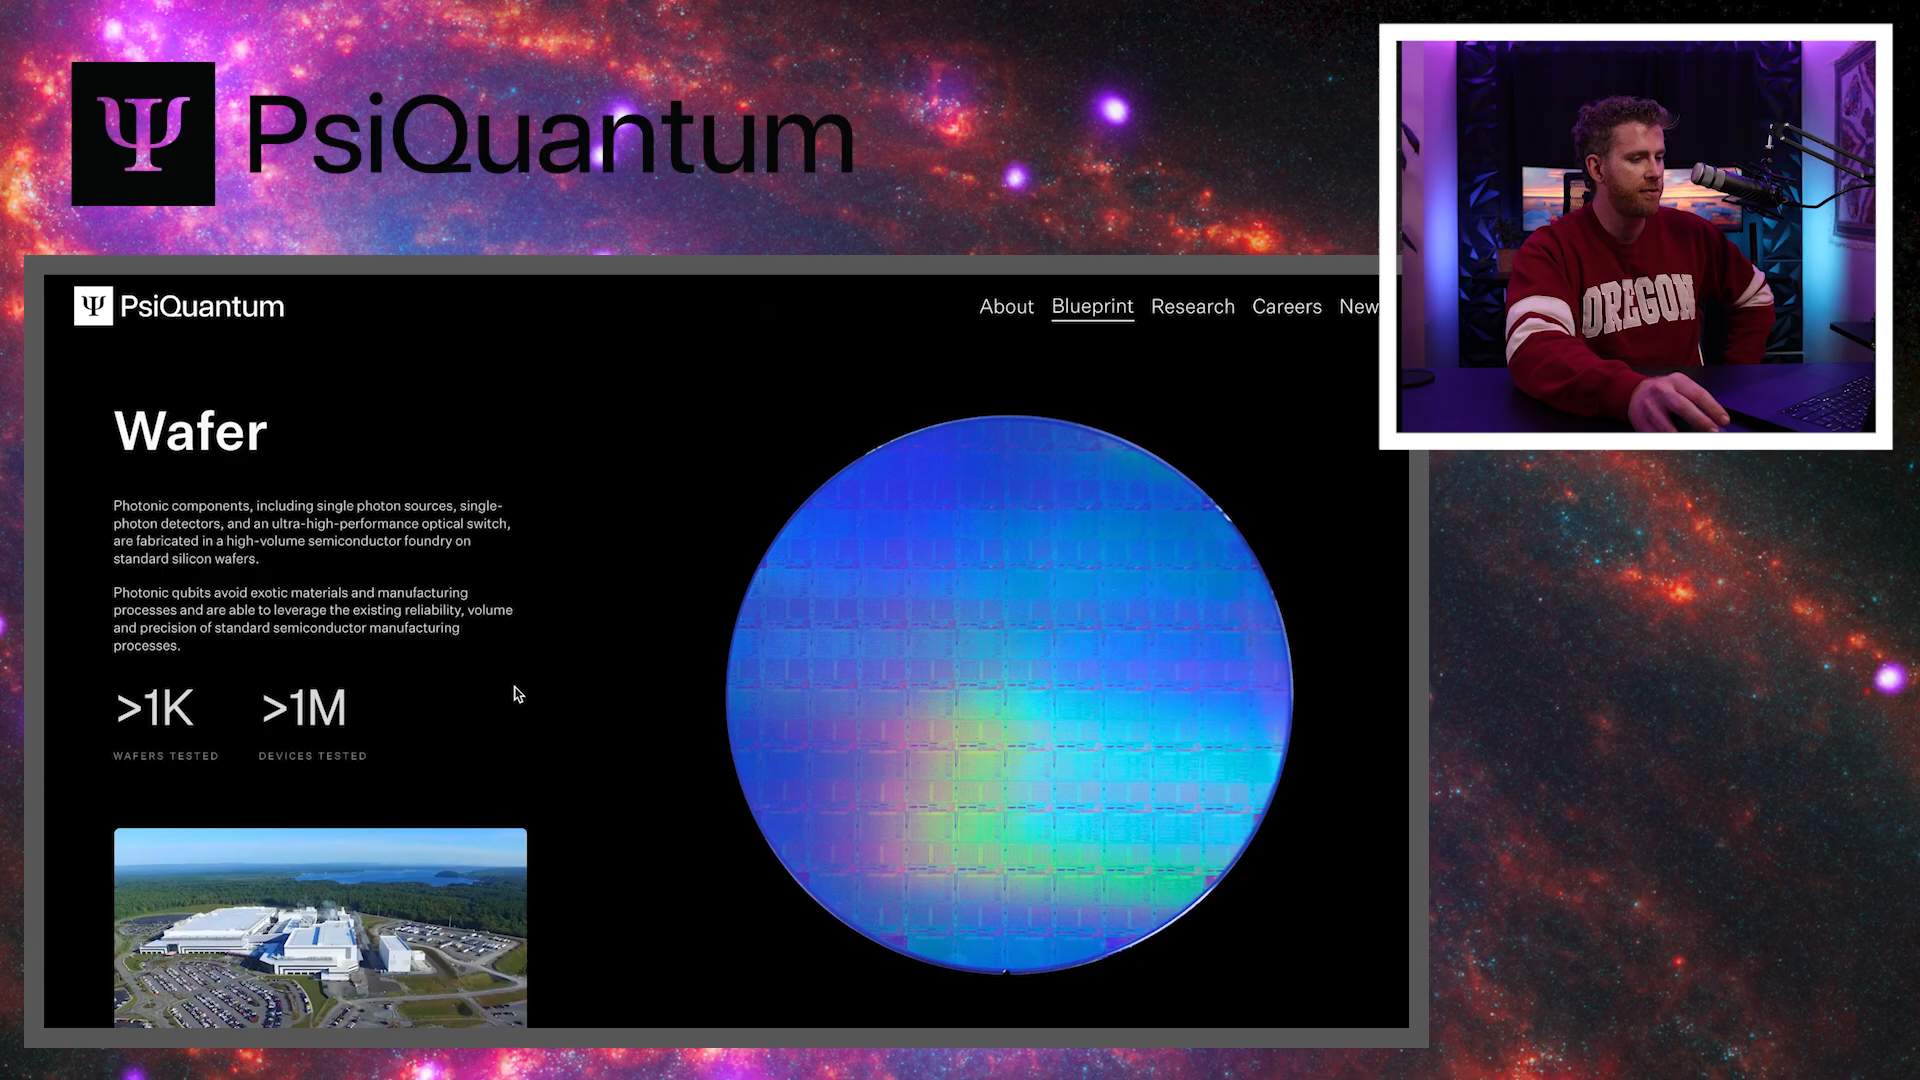 Ψ PsiQuantum
Ψ PsiQuantum
About Blueprint Research Careers New
OREGON
Wafer
Photonic components, including single photon sources, single-
photon detectors, and an ultra-high-performance optical switch,
are fabricated in a high-volume semiconductor foundry on
standard silicon wafers.
Photonic qubits avoid exotic materials and manufacturing
processes and are able to leverage the existing reliability, volume
and precision of standard semiconductor manufacturing
processes.
>1K >1M
WAFERS TESTED DEVICES TESTED